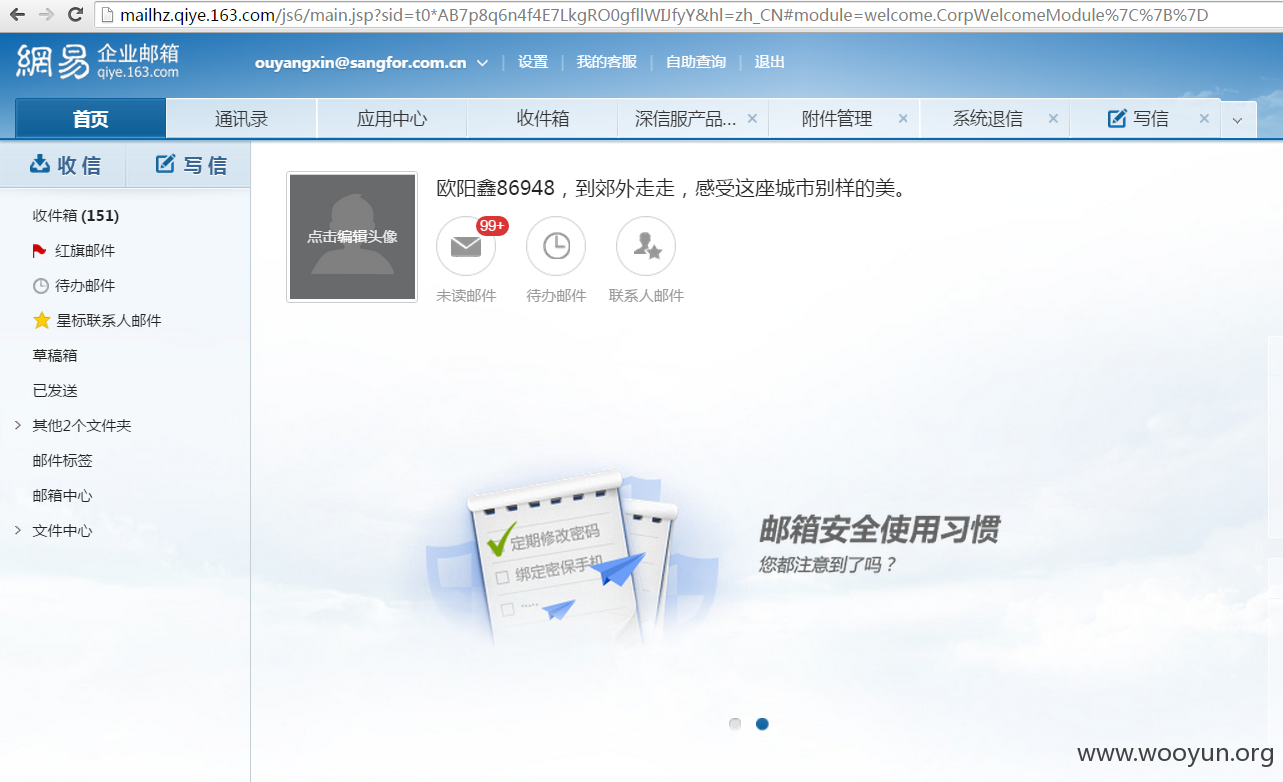 mailhz.qiye.163.com/js6/main.jsp?sid=t0*AB7p8q6n4f4E7LkgRO0gfllWIJfyY&hl=zh_CN#module=welcome.CorpWelcomeModule%7C%7B%7D
網易 企业邮箱 qiye.163.com ouyangxin@sangfor.com.cn | 设置 | 我的客服 | 自助查询 | 退出
首页 通讯录 应用中心 收件箱 深信服产品... × 附件管理 × 系统退信 × 写信 ×
收信 写信
收件箱 (151)
红旗邮件
待办邮件
星标联系人邮件
草稿箱
已发送
其他2个文件夹
邮件标签
邮箱中心
文件中心
点击编辑头像
欧阳鑫86948，到郊外走走，感受这座城市别样的美。
99+
未读邮件 待办邮件 联系人邮件
定期修改密码
绑定密保手机
邮箱安全使用习惯
您都注意到了吗？
www.wooyun.org